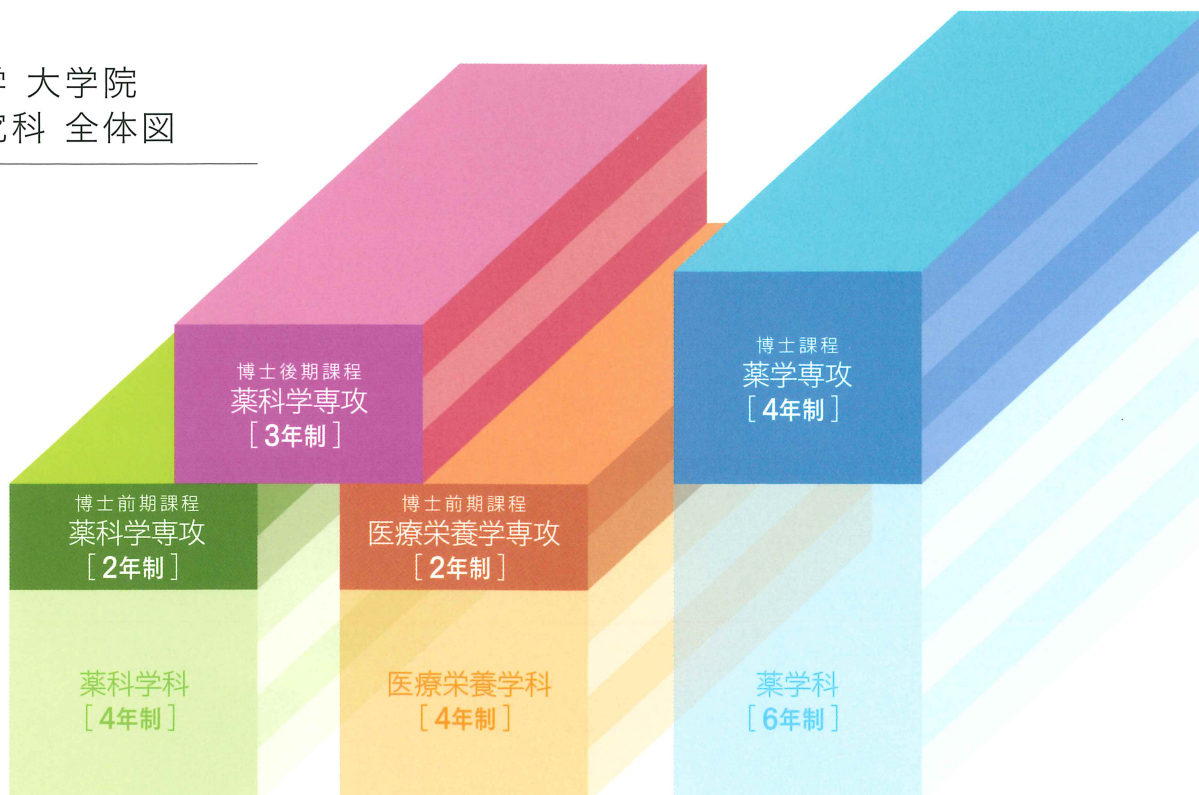 学 大学院
究科 全体図
博士後期課程
薬科学専攻
[3年制]
博士課程
薬学専攻
[4年制]
博士前期課程
薬科学専攻
[2年制]
博士前期課程
医療栄養学専攻
[2年制]
薬科学科
[4年制]
医療栄養学科
[4年制]
薬学科
[6年制]